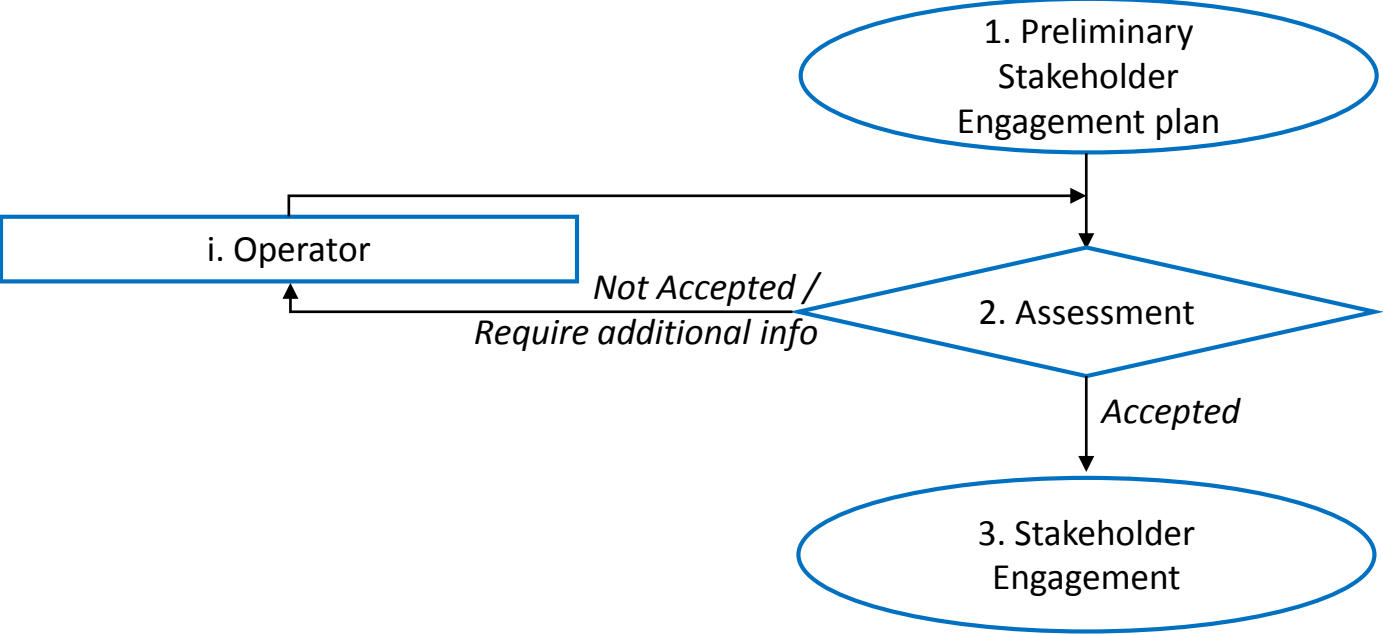 1. Preliminary
Stakeholder
Engagement plan
i. Operator
Not Accepted /
Require additional info
2. Assessment
Accepted
3. Stakeholder
Engagement